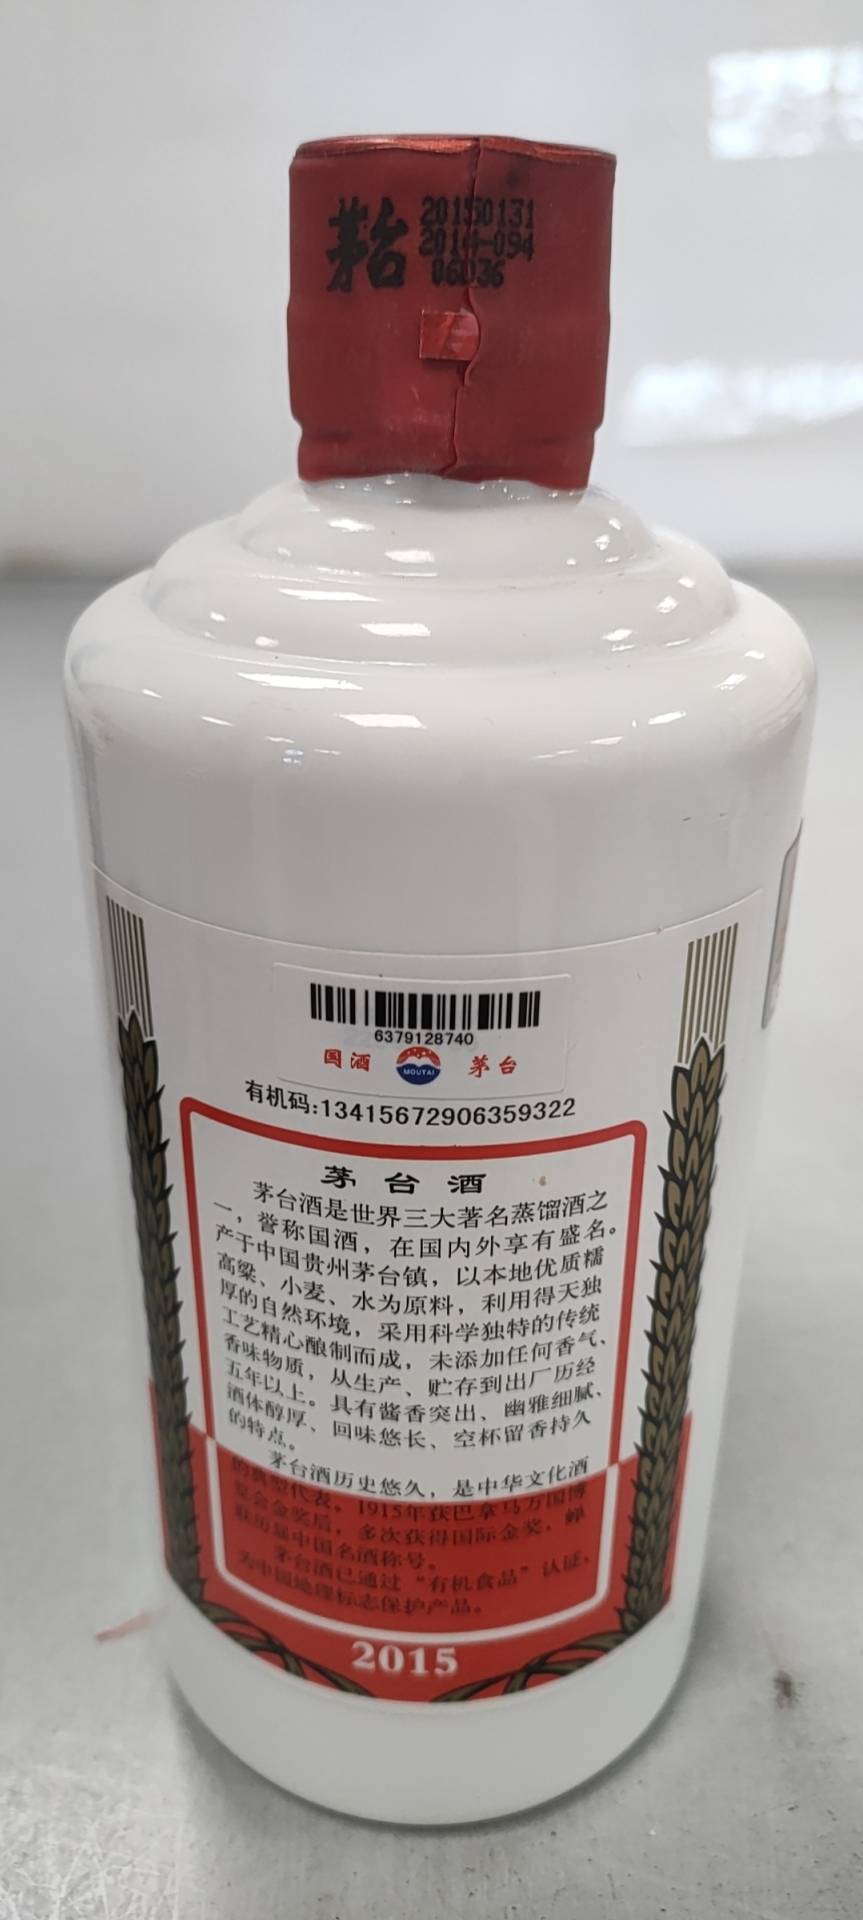 茅台
20150131
2014-094
06036
6379128740
国酒
MOUTAI
茅台
有机码:13415672906359322
茅台酒
茅台酒是世界三大著名蒸馏酒之
一，誉称国酒，在国内外享有盛名。
产于中国贵州茅台镇，以本地优质糯
高粱、小麦、水为原料，利用得天独
厚的自然环境，采用科学独特的传统
工艺精心酿制而成，未添加任何香气、
香味物质，从生产、贮存到出厂历经
五年以上。具有酱香突出、幽雅细腻、
酒体醇厚、回味悠长、空杯留香持久
的特点。
茅台酒历史悠久，是中华文化酒
的典型代表。1915年获巴拿马万国博
览会金奖后，多次获得国际金奖，蝉
联历届中国名酒称号。
茅台酒已通过“有机食品”认证，
为中国地理标志保护产品。
2015